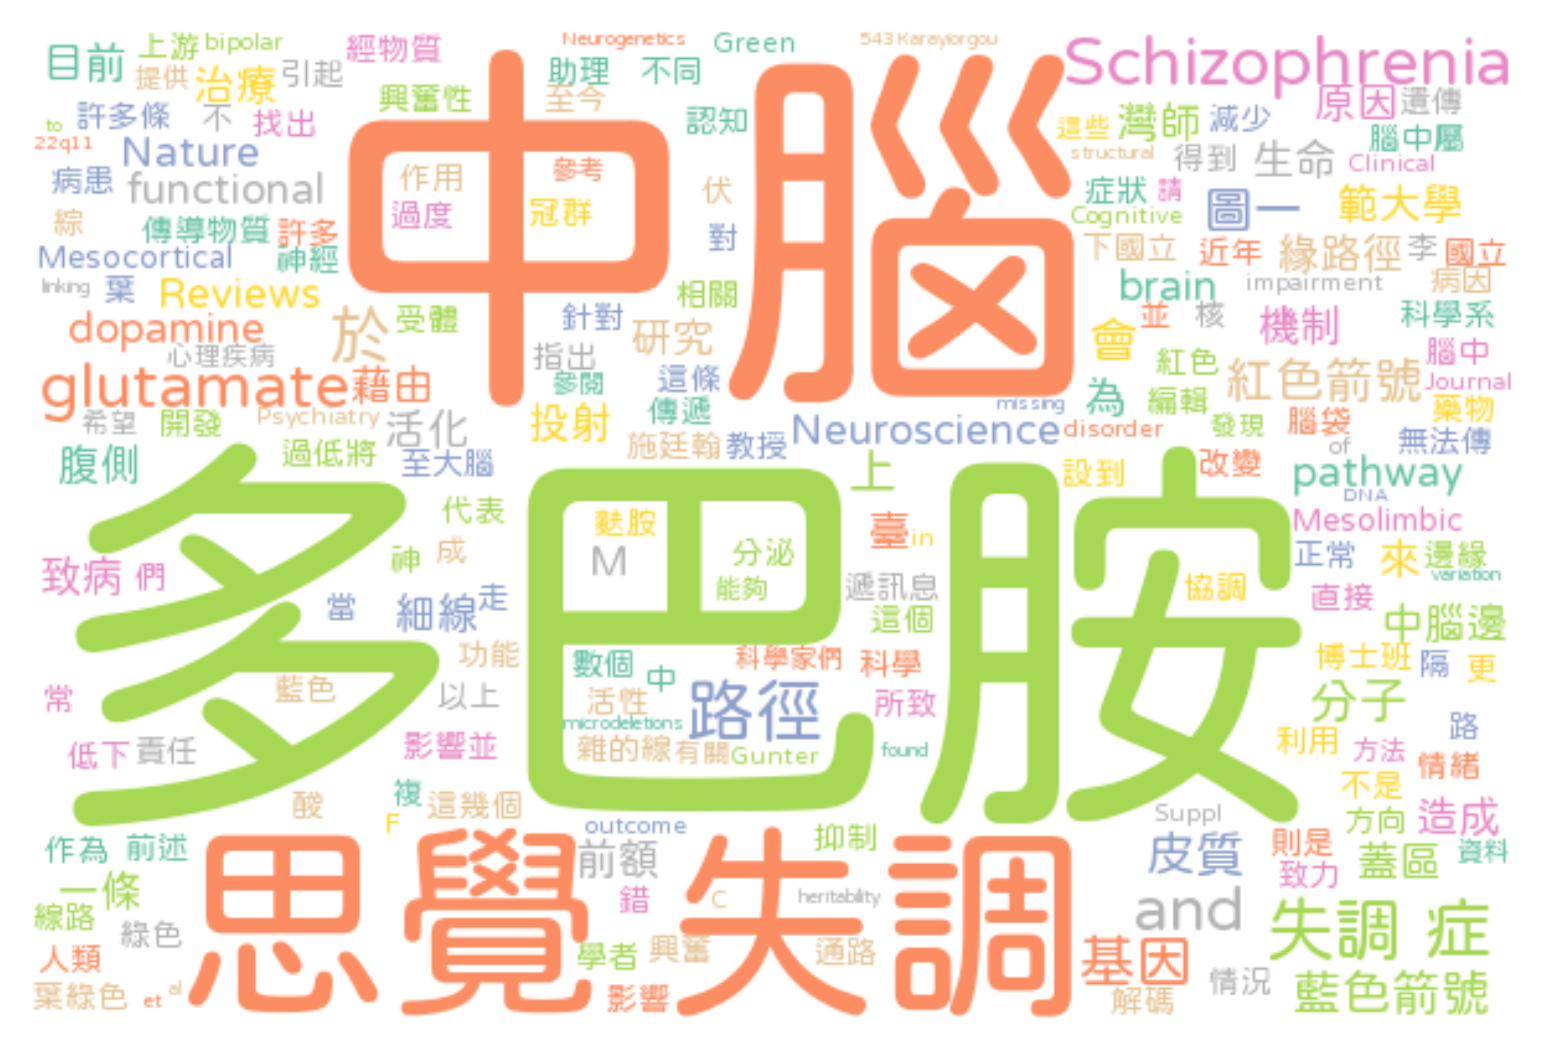 目前 上游 bipolar 經物質 Neurogenetics Green 543 Karayiorgou Schizophrenia
提供 治療 引起 助理 不同 原因 遺傳
to 許多條 不 找出 興奮性 至今 認知 這些 灣師 減少 腦中屬
22q11 Nature structural 得到 生命 Clinical
病患 functional 作用 參考 伏 症狀 請 圖一 範大學
綜 傳導物質 許多 過度 冠群 對 Cognitive
中腦
Mesocortical 神經 下國立 近年 緣路徑 李 國立
linking 葉 Reviews 相關 brain impairment 病因
dopamine 於 受體 針對 研究 會 並 核 機制 科學系
心理疾病 指出 紅色 腦中
glutamate 藉由 參閱 這條 為 編輯 紅色箭號 Journal
希望 開發 Psychiatry 活化 投射 傳遞 missing 發現 腦袋 藥物
腹側 過低將 至大腦 施廷翰 教授 Neuroscience disorder of 無法傳
上 設到 改變 pathway
代表 麩胺 DNA
神 成 M 分泌 臺 in Mesolimbic
致病 們 能夠 遞訊息 正常 來 邊緣
多巴胺
當 細線 走 這個 協調 直接 variation
中腦邊
功能 數個 中 科學家們 科學 博士班 隔 更
常 藍色 以上 活性 路徑 所致 分子
microdeletions 路
低下 責任 影響並 雜的線 有關 Gunter found 利用 方法 情緒
酸 複 這幾個 不是
F outcome 抑制 Suppl 方向 造成
作為 前述 前額 皮質 則是 蓋區 資料
一條 錯 C heritability 致力
思覺失調
線路 綠色 and 失調 症
人類 學者 興奮 通路 基因 情況
葉綠色 et al 影響 解碼 藍色箭號